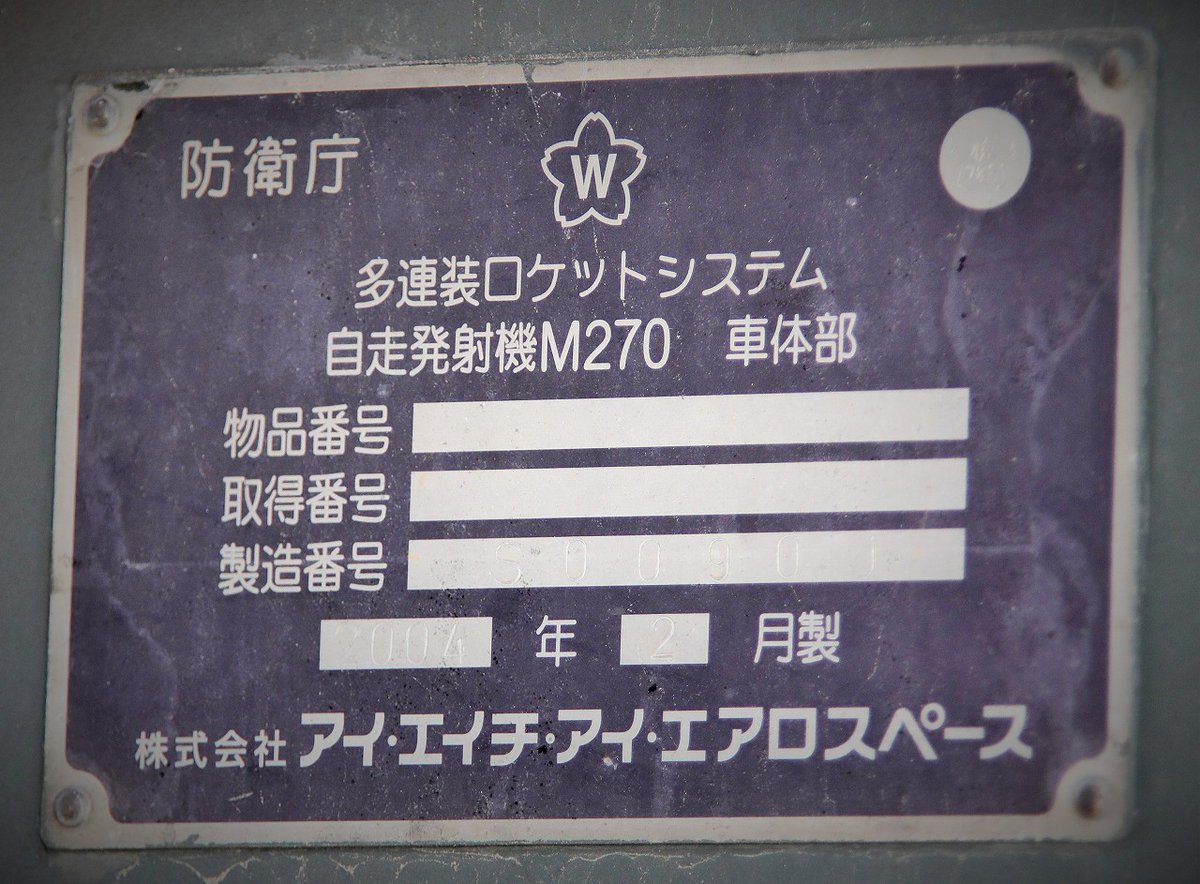 防衛庁
W
多連装ロケットシステム
自走発射機M270 車体部
物品番号
取得番号
製造番号 S0090J
2004 年 2 月製
株式会社 アイ・エイチ・アイ・エアロスペース